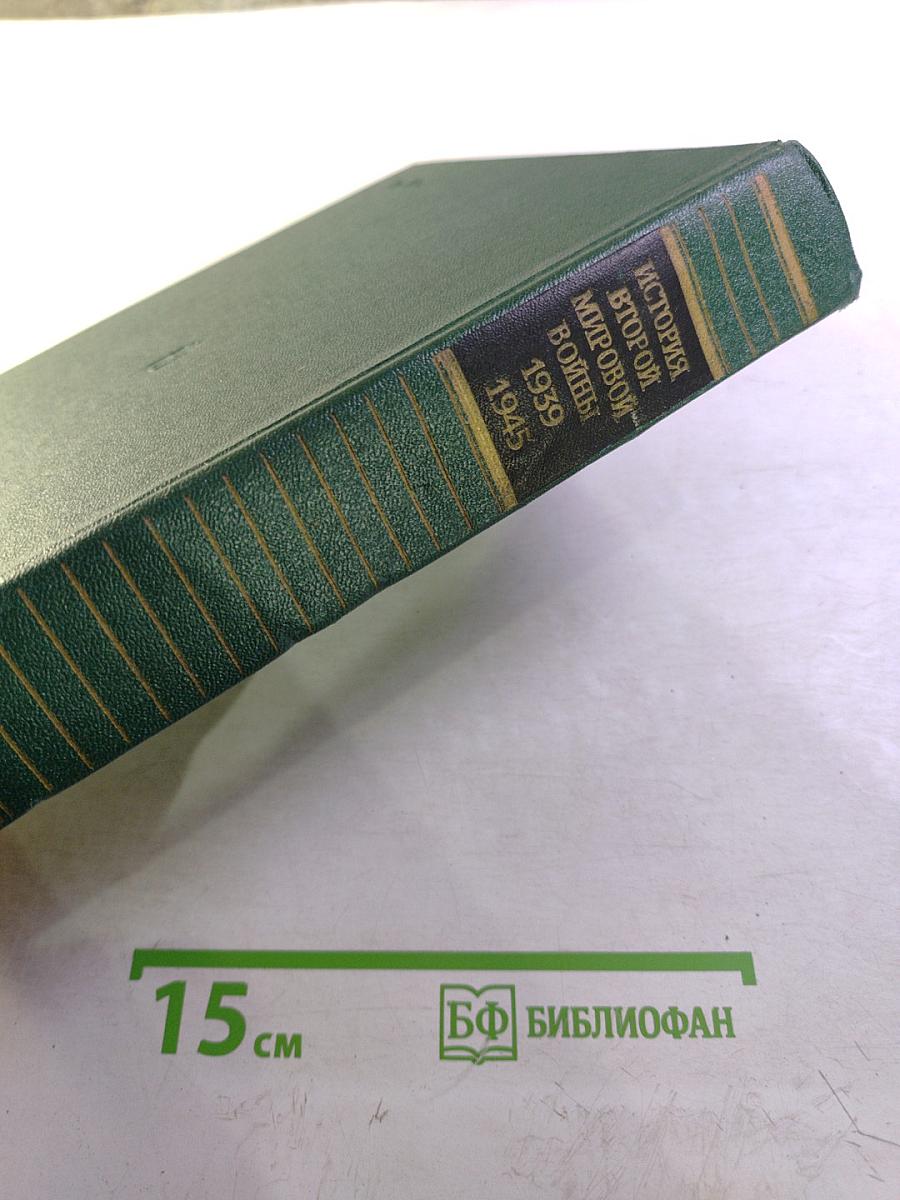 ИСТОРИЯ
ВТОРОЙ
МИРОВОЙ
ВОЙНЫ
1939
1945
15 см
БФ БИБЛИОФАН